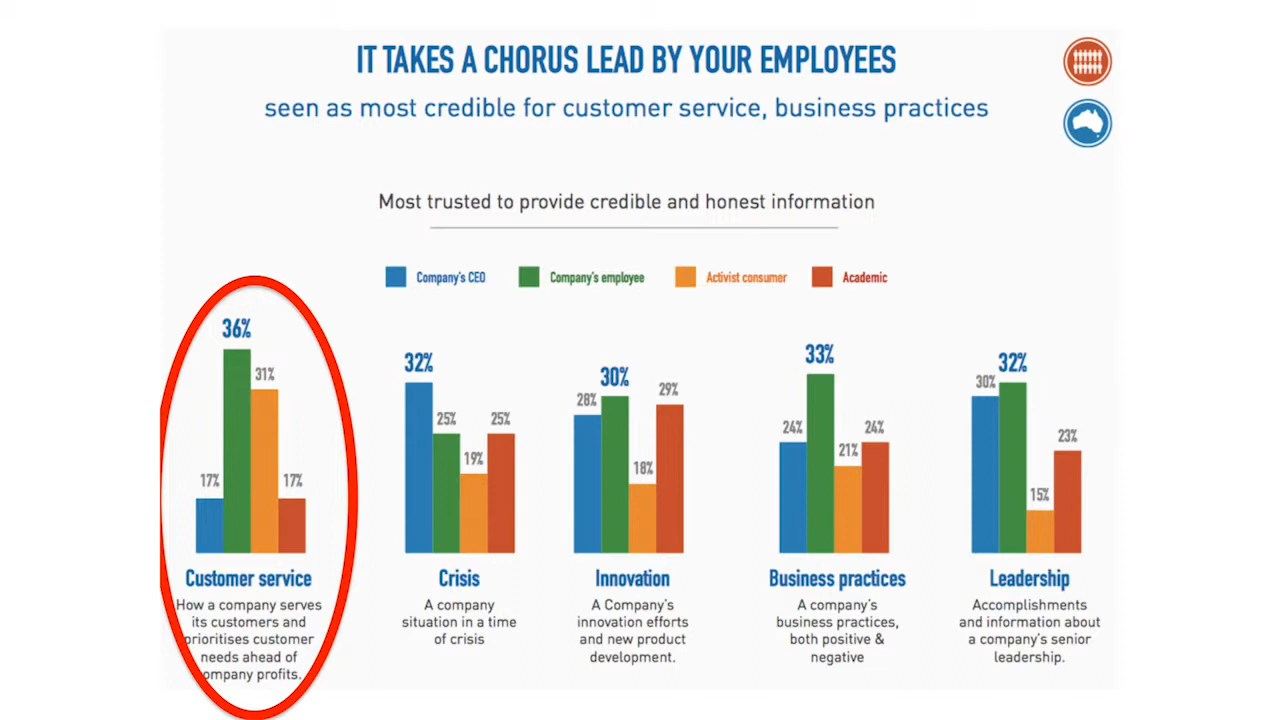 IT TAKES A CHORUS LEAD BY YOUR EMPLOYEES
seen as most credible for customer service, business practices
Most trusted to provide credible and honest information
Company's CEO
Company's employee
Activist consumer
Academic
17%
36%
31%
17%
Customer service
How a company serves
its customers and
prioritises customer
needs ahead of
company profits.
32%
25%
19%
25%
Crisis
A company
situation in a time
of crisis
28%
30%
18%
29%
Innovation
A Company's
innovation efforts
and new product
development.
24%
33%
21%
24%
Business practices
A company's
business practices,
both positive &
negative
30%
32%
15%
23%
Leadership
Accomplishments
and information about
a company's senior
leadership.